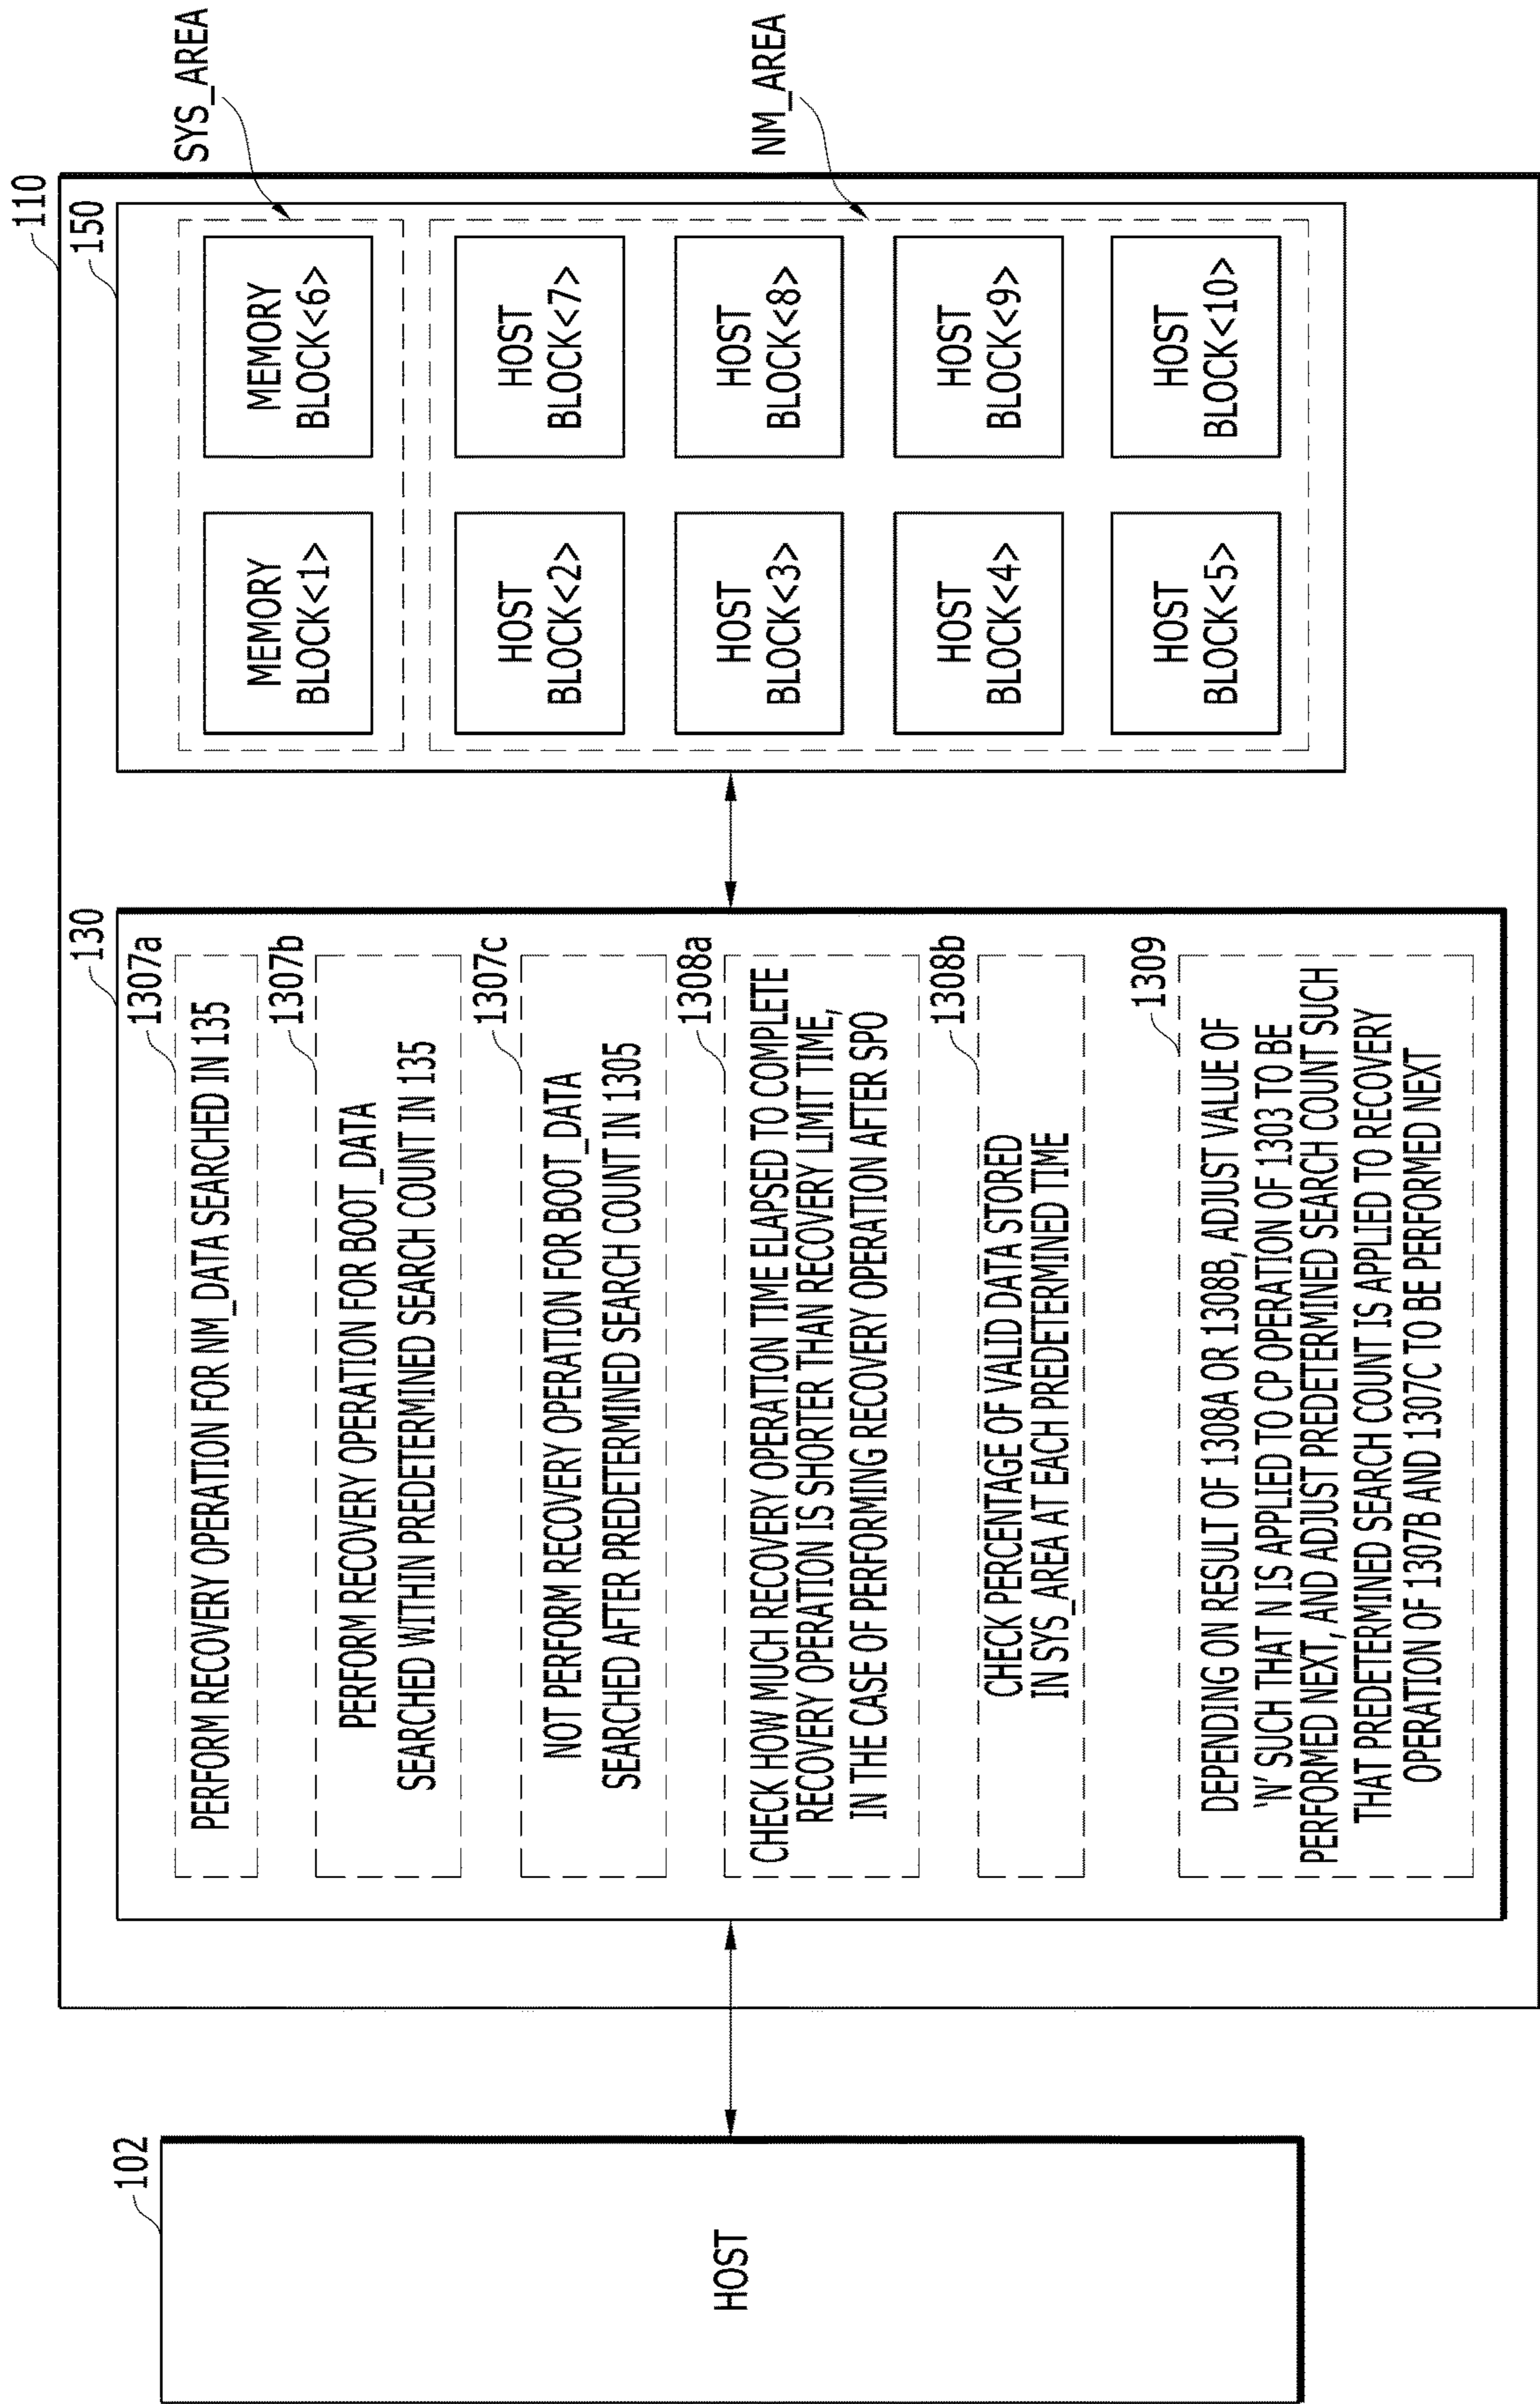 110
102
HOST
130
1307a
PERFORM RECOVERY OPERATION FOR NM_DATA SEARCHED IN 135
1307b
PERFORM RECOVERY OPERATION FOR BOOT_DATA
SEARCHED WITHIN PREDETERMINED SEARCH COUNT IN 135
1307c
NOT PERFORM RECOVERY OPERATION FOR BOOT_DATA
SEARCHED AFTER PREDETERMINED SEARCH COUNT IN 1305
1308a
CHECK HOW MUCH RECOVERY OPERATION TIME ELAPSED TO COMPLETE
RECOVERY OPERATION IS SHORTER THAN RECOVERY LIMIT TIME,
IN THE CASE OF PERFORMING RECOVERY OPERATION AFTER SPO
1308b
CHECK PERCENTAGE OF VALID DATA STORED
IN SYS_AREA AT EACH PREDETERMINED TIME
1309
DEPENDING ON RESULT OF 1308A OR 1308B, ADJUST VALUE OF
'N' SUCH THAT N IS APPLIED TO CP OPERATION OF 1303 TO BE
PERFORMED NEXT, AND ADJUST PREDETERMINED SEARCH COUNT SUCH
THAT PREDETERMINED SEARCH COUNT IS APPLIED TO RECOVERY
OPERATION OF 1307B AND 1307C TO BE PERFORMED NEXT
150
SYS_AREA
MEMORY
BLOCK<1>
MEMORY
BLOCK<6>
NM_AREA
HOST
BLOCK<2>
HOST
BLOCK<7>
HOST
BLOCK<3>
HOST
BLOCK<8>
HOST
BLOCK<4>
HOST
BLOCK<9>
HOST
BLOCK<5>
HOST
BLOCK<10>